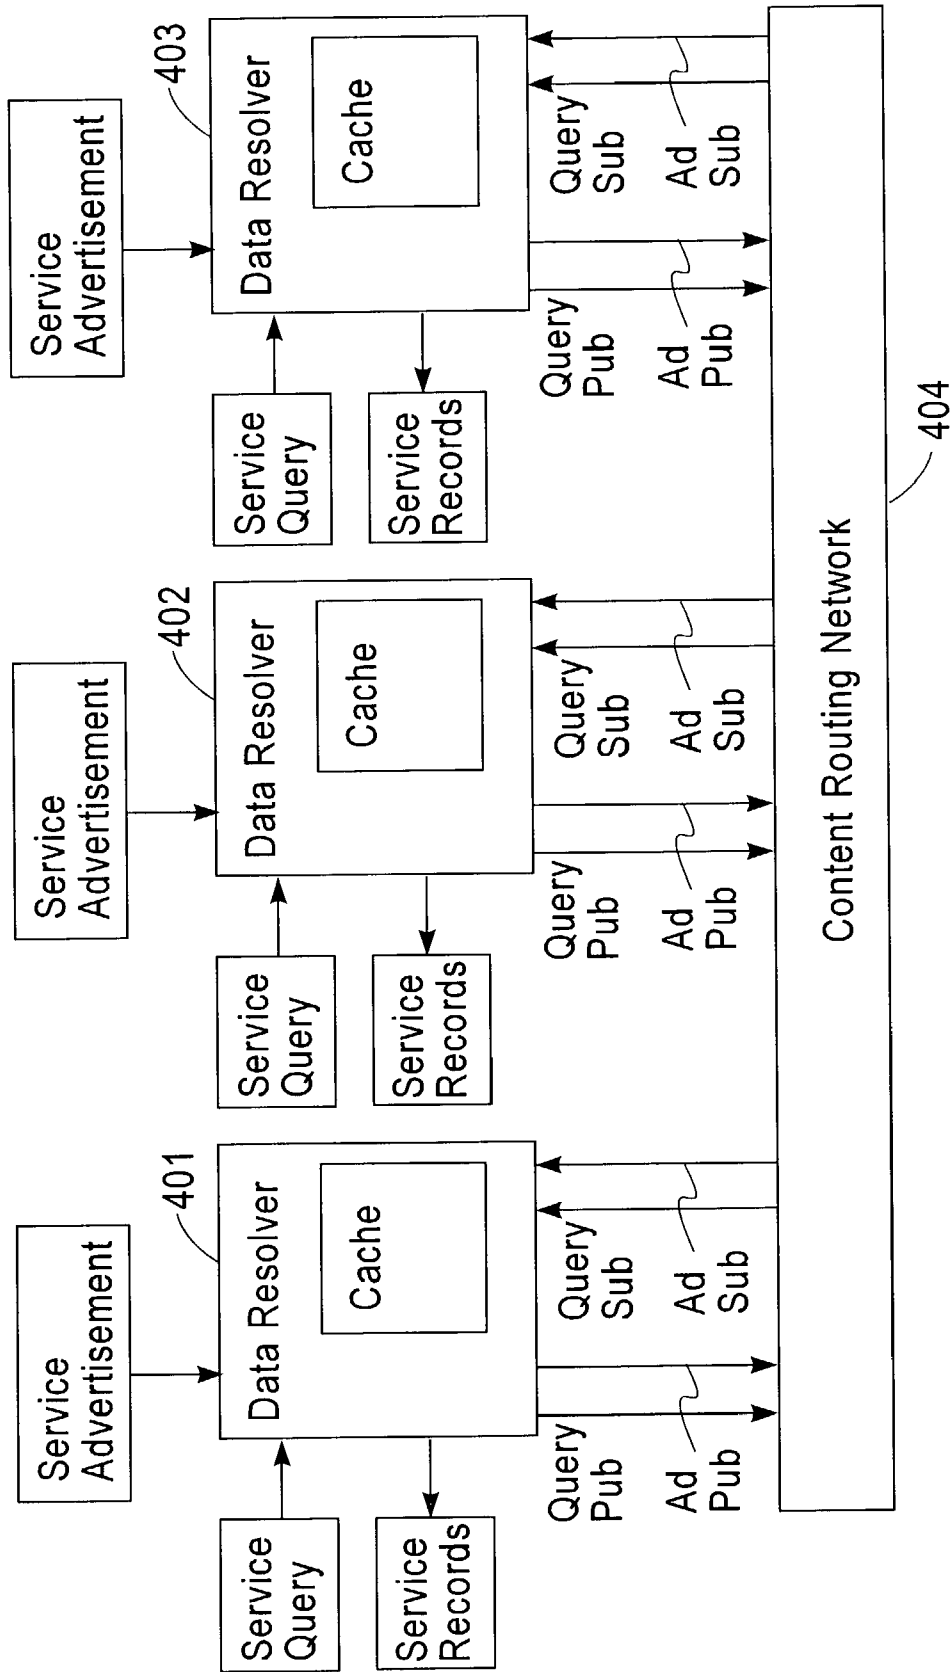 Service
Advertisement
401
Service
Query
Service
Records
Data Resolver
Cache
Query
Pub
Ad
Pub
Query
Sub
Ad
Sub
Service
Advertisement
402
Service
Query
Service
Records
Data Resolver
Cache
Query
Pub
Ad
Pub
Query
Sub
Ad
Sub
Service
Advertisement
403
Service
Query
Service
Records
Data Resolver
Cache
Query
Pub
Ad
Pub
Query
Sub
Ad
Sub
Content Routing Network
404